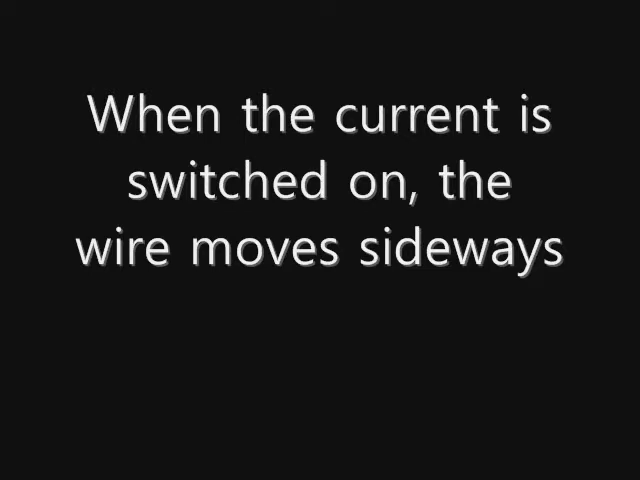 When the current is
switched on, the
wire moves sideways